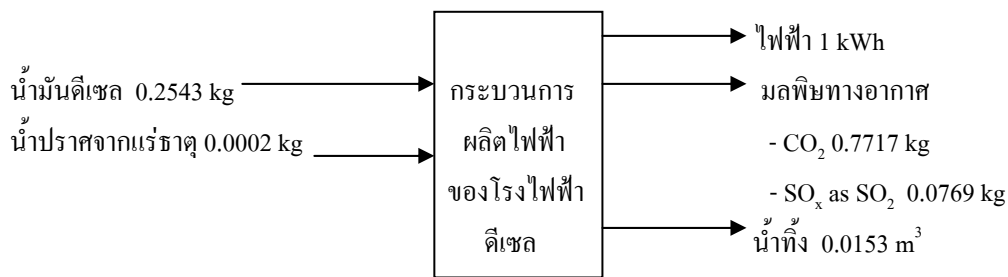 น้ำมันดีเซล 0.2543 kg
น้ำปราศจากแร่ธาตุ 0.0002 kg
กระบวนการ
ผลิตไฟฟ้า
ของโรงไฟฟ้า
ดีเซล
ไฟฟ้า 1 kWh
มลพิษทางอากาศ
- CO₂ 0.7717 kg
- SOₓ as SO₂ 0.0769 kg
น้ำทิ้ง 0.0153 m³